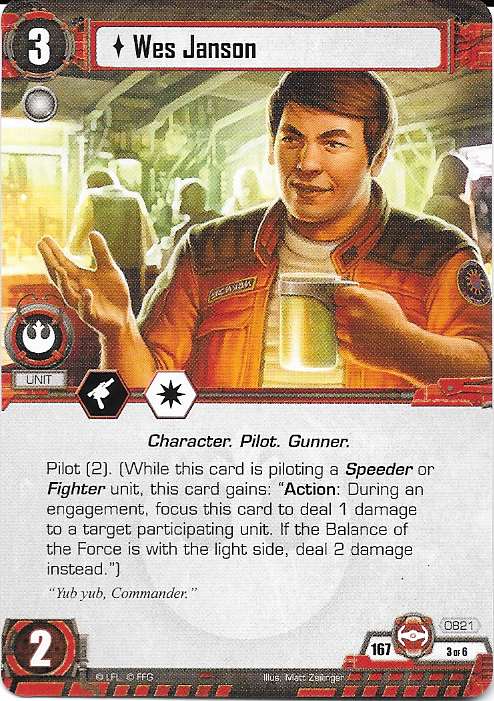 3
Wes Janson
UNIT
Character. Pilot. Gunner.
Pilot (2). (While this card is piloting a Speeder or
Fighter unit, this card gains: “Action: During an
engagement, focus this card to deal 1 damage
to a target participating unit. If the Balance of
the Force is with the light side, deal 2 damage
instead.”)
“Yub yub, Commander.”
2
167
0821
3 OF 6
© LFL © FFG
Illus. Matt Zeilinger